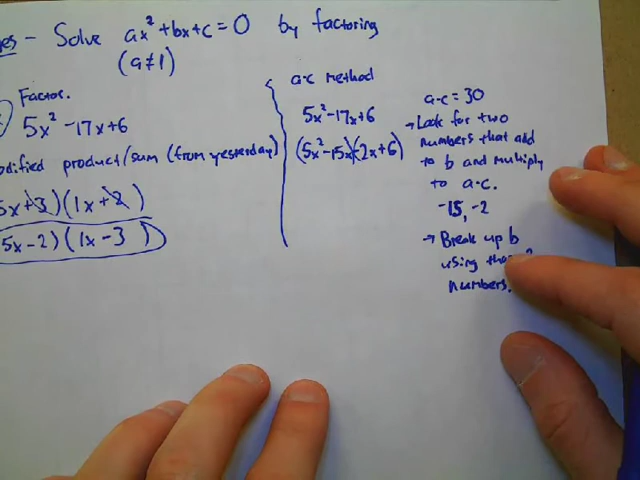 - Solve ax²+bx+c=0 by factoring
(a≠1)
Factor.
5x²-17x+6
odified product/sum (from yesterday)
5x+3)(1x+2)
5x-2)(1x-3)
a·c method
5x²-17x+6
(5x²-15x)(-2x+6)
a·c=30
→Look for two
numbers that add
to b and multiply
to a·c.
-15, -2
→ Break up b
using
numbers.